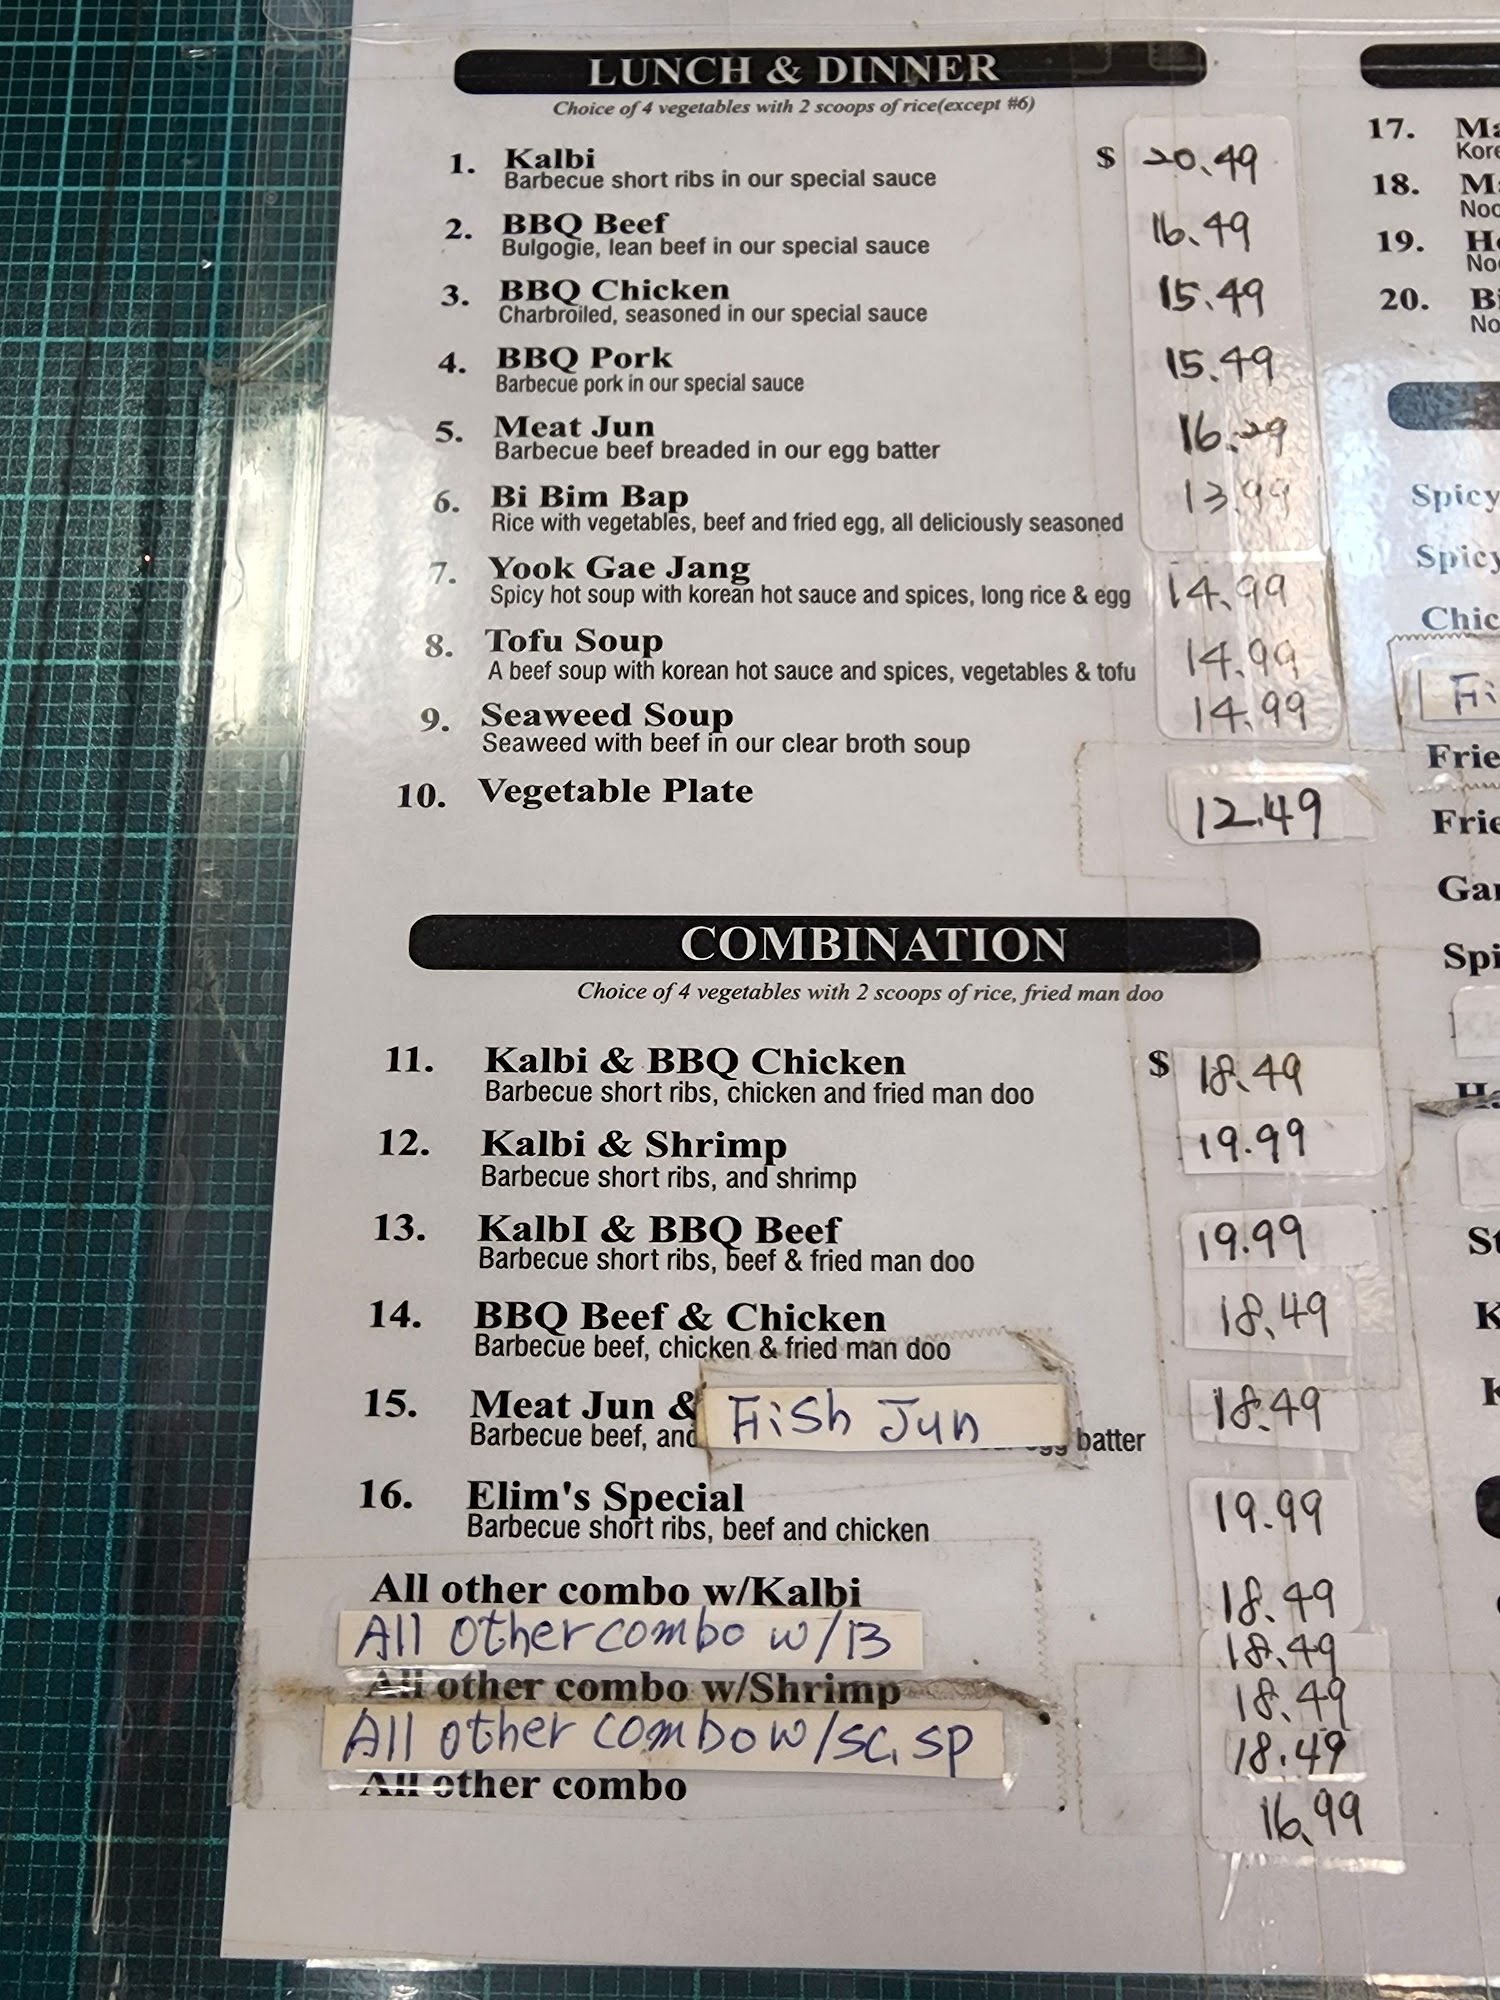 LUNCH & DINNER
Choice of 4 vegetables with 2 scoops of rice(except #6)
1. Kalbi $ 20.49
Barbecue short ribs in our special sauce
2. BBQ Beef 16.49
Bulgogie, lean beef in our special sauce
3. BBQ Chicken 15.49
Charbroiled, seasoned in our special sauce
4. BBQ Pork 15.49
Barbecue pork in our special sauce
5. Meat Jun 16.29
Barbecue beef breaded in our egg batter
6. Bi Bim Bap 13.99
Rice with vegetables, beef and fried egg, all deliciously seasoned
7. Yook Gae Jang 14.99
Spicy hot soup with korean hot sauce and spices, long rice & egg
8. Tofu Soup 14.99
A beef soup with korean hot sauce and spices, vegetables & tofu
9. Seaweed Soup 14.99
Seaweed with beef in our clear broth soup
10. Vegetable Plate 12.49
COMBINATION
Choice of 4 vegetables with 2 scoops of rice, fried man doo
11. Kalbi & BBQ Chicken $ 18.49
Barbecue short ribs, chicken and fried man doo
12. Kalbi & Shrimp 19.99
Barbecue short ribs, and shrimp
13. KalbI & BBQ Beef 19.99
Barbecue short ribs, beef & fried man doo
14. BBQ Beef & Chicken 18.49
Barbecue beef, chicken & fried man doo
15. Meat Jun & Fish Jun 18.49
Barbecue beef, and egg batter
16. Elim's Special 19.99
Barbecue short ribs, beef and chicken
All other combo w/Kalbi 18.49
All other combo w/B 18.49
All other combo w/Shrimp 18.49
All other combo w/sc, sp 18.49
All other combo 16.99
17.
Kore
18.
19.
20.
Spicy
Spicy
Chic
Frie
Frie
Gar
Spi